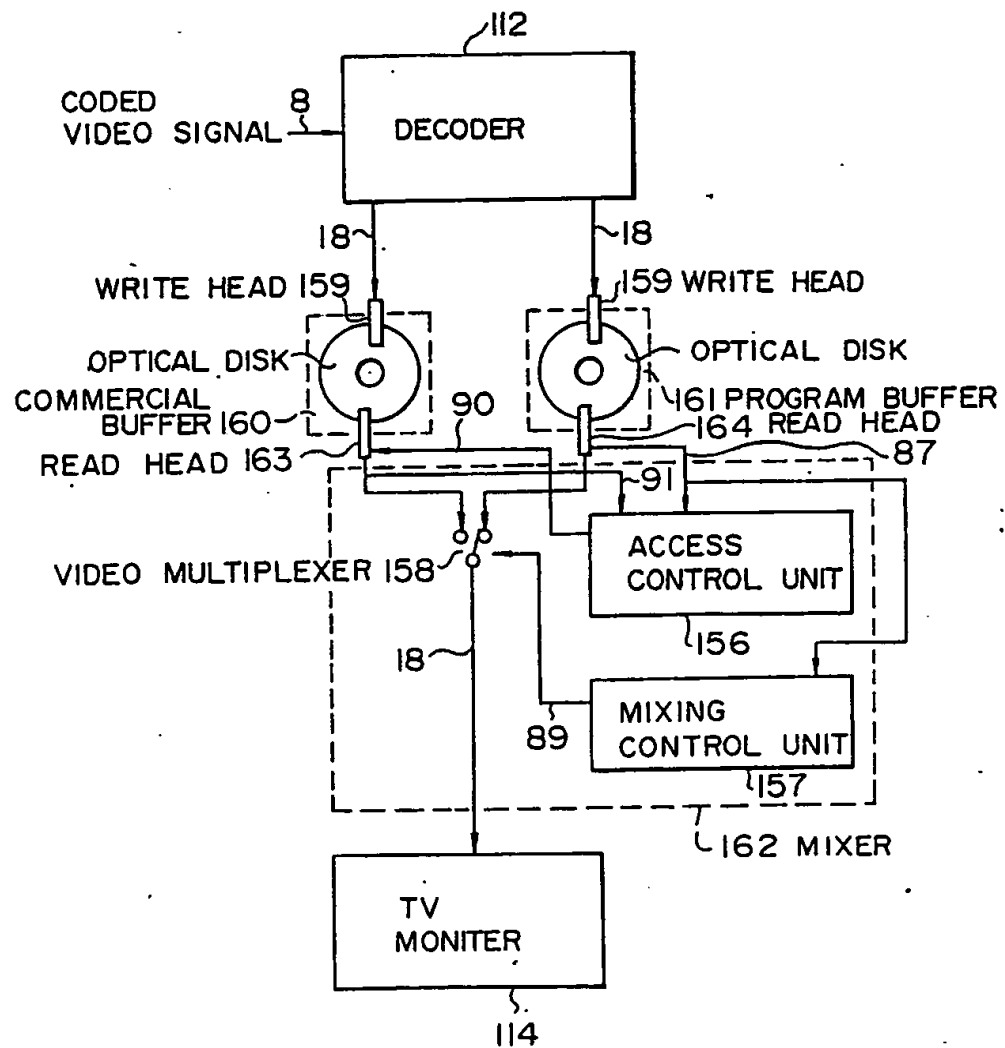 112
CODED
VIDEO SIGNAL
8
DECODER
18
18
WRITE HEAD 159
159 WRITE HEAD
OPTICAL DISK
OPTICAL DISK
COMMERCIAL
BUFFER 160
161 PROGRAM BUFFER
90
164 READ HEAD
READ HEAD 163
87
91
ACCESS
CONTROL UNIT
VIDEO MULTIPLEXER 158
156
18
MIXING
CONTROL UNIT
89
157
162 MIXER
TV
MONITER
114